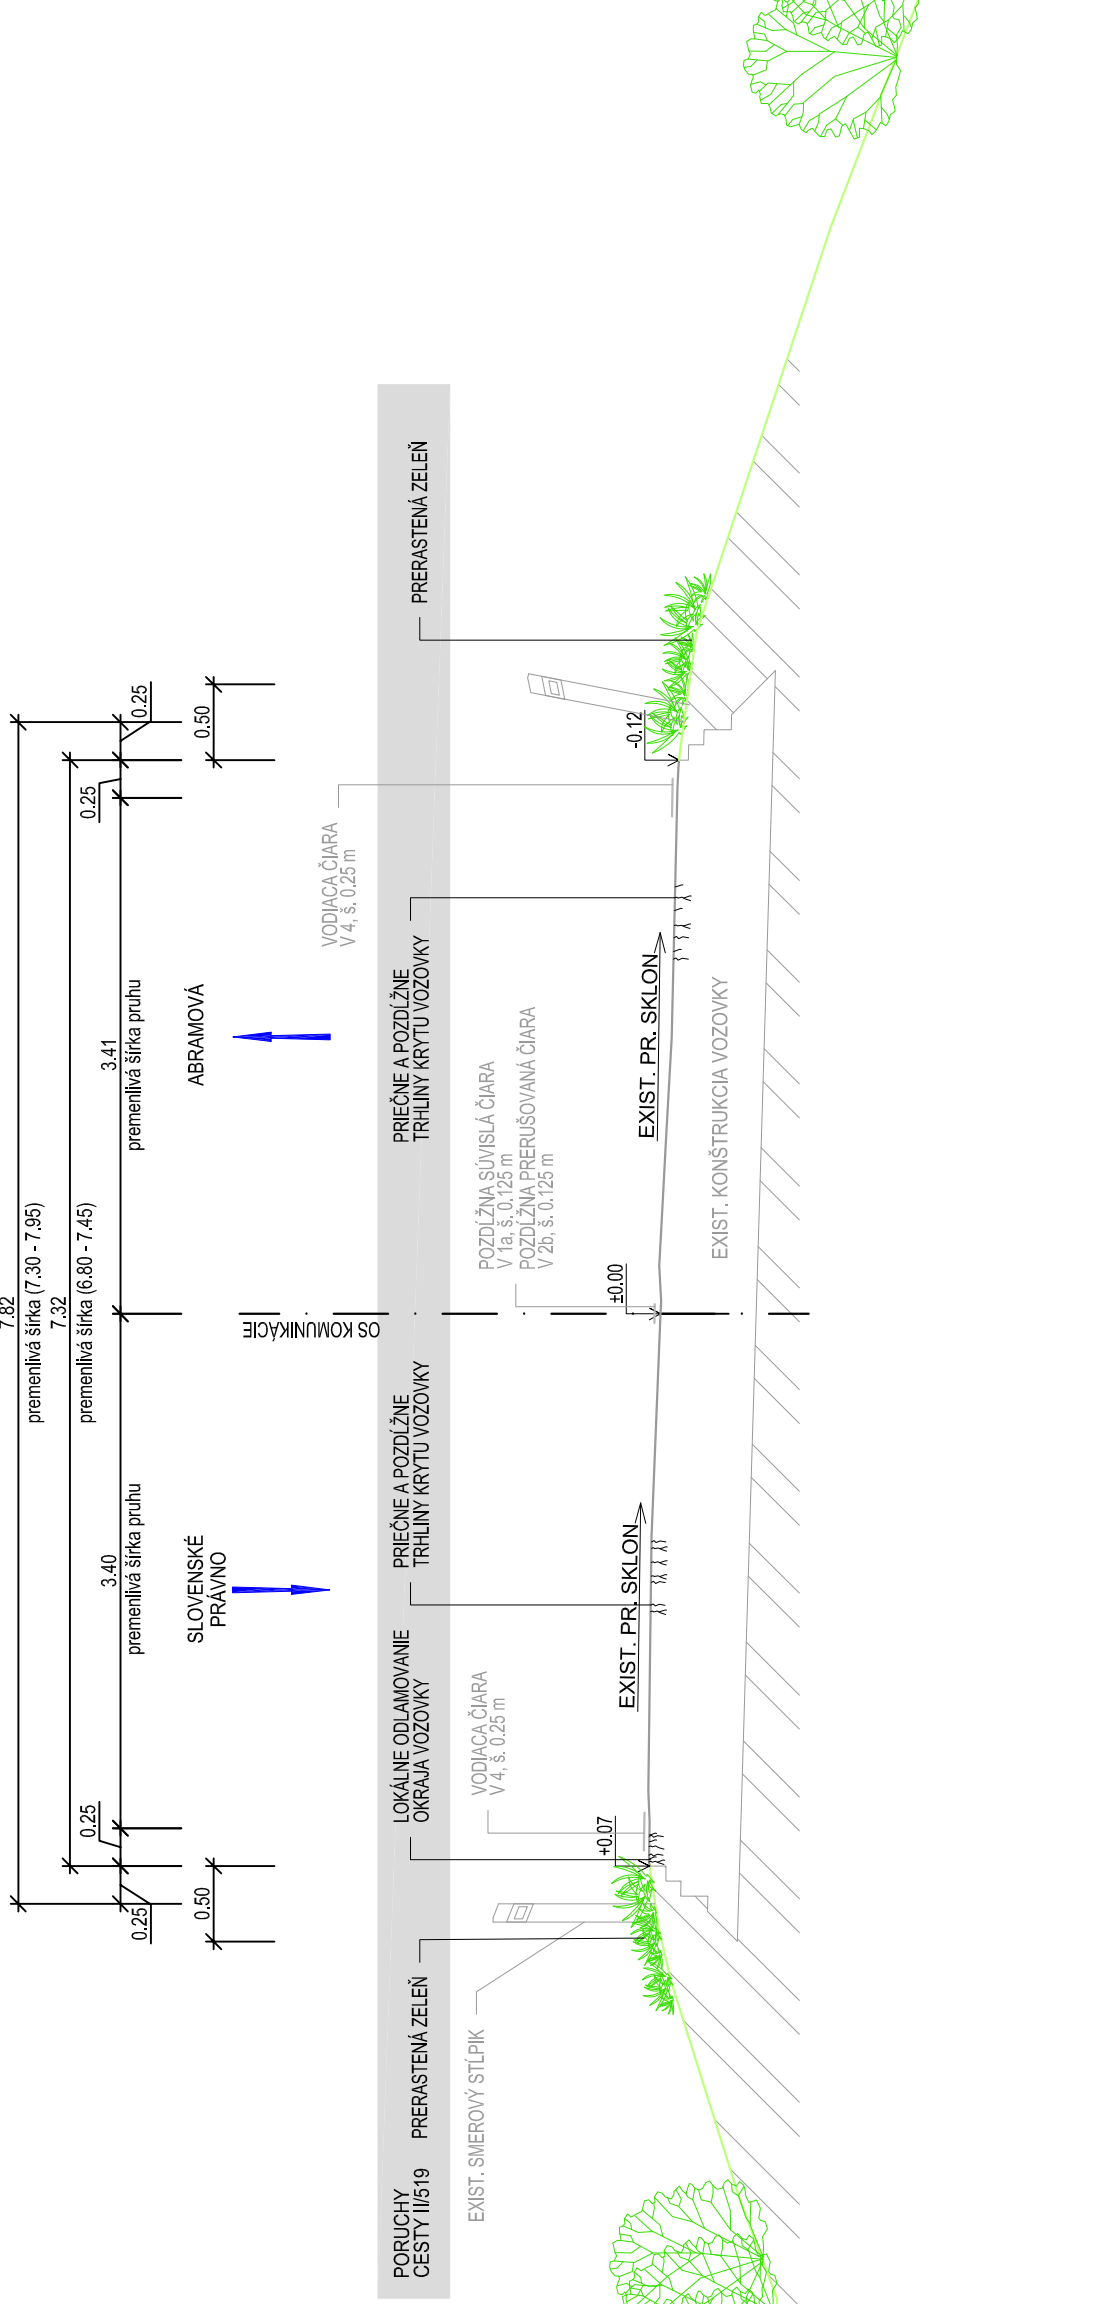 7.82
premenlivá šírka (7.30 - 7.95)
7.32
premenlivá šírka (6.80 - 7.45)
0.25
3.40
premenlivá šírka pruhu
3.41
premenlivá šírka pruhu
0.25
0.25
0.25
0.50
0.50
SLOVENSKÉ
PRÁVNO
ABRAMOVÁ
OS KOMUNIKÁCIE
VODIACA ČIARA
V 4, š. 0.25 m
PORUCHY
CESTY II/519
PRERASTENÁ ZELEŇ
LOKÁLNE ODLAMOVANIE
OKRAJA VOZOVKY
PRIEČNE A POZDĹŽNE
TRHLINY KRYTU VOZOVKY
PRIEČNE A POZDĹŽNE
TRHLINY KRYTU VOZOVKY
PRERASTENÁ ZELEŇ
EXIST. SMEROVÝ STĹPIK
VODIACA ČIARA
V 4, š. 0.25 m
POZDĹŽNA SÚVISLÁ ČIARA
V 1a, š. 0.125 m
POZDĹŽNA PRERUŠOVANÁ ČIARA
V 2b, š. 0.125 m
+0.07
±0.00
-0.12
EXIST. PR. SKLON
EXIST. PR. SKLON
EXIST. KONŠTRUKCIA VOZOVKY